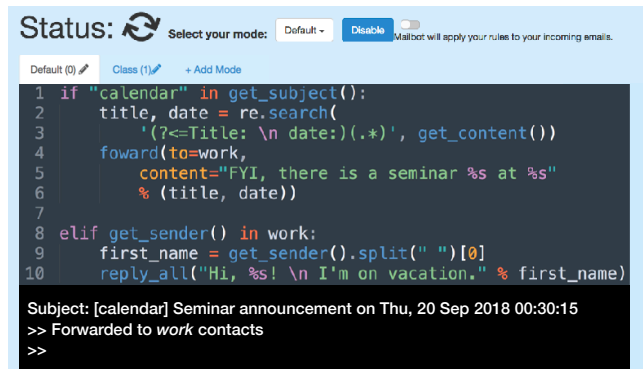 Status: Select your mode: Default Disable Mailbot will apply your rules to your incoming emails.
Default (0) Class (1) + Add Mode
1 if "calendar" in get_subject():
2 title, date = re.search(
3 '(?<=Title: \n date:)(.*)', get_content())
4 foward(to=work,
5 content="FYI, there is a seminar %s at %s"
6 % (title, date))
7
8 elif get_sender() in work:
9 first_name = get_sender().split(" ")[0]
10 reply_all("Hi, %s! \n I'm on vacation." % first_name)
Subject: [calendar] Seminar announcement on Thu, 20 Sep 2018 00:30:15
>> Forwarded to work contacts
>>